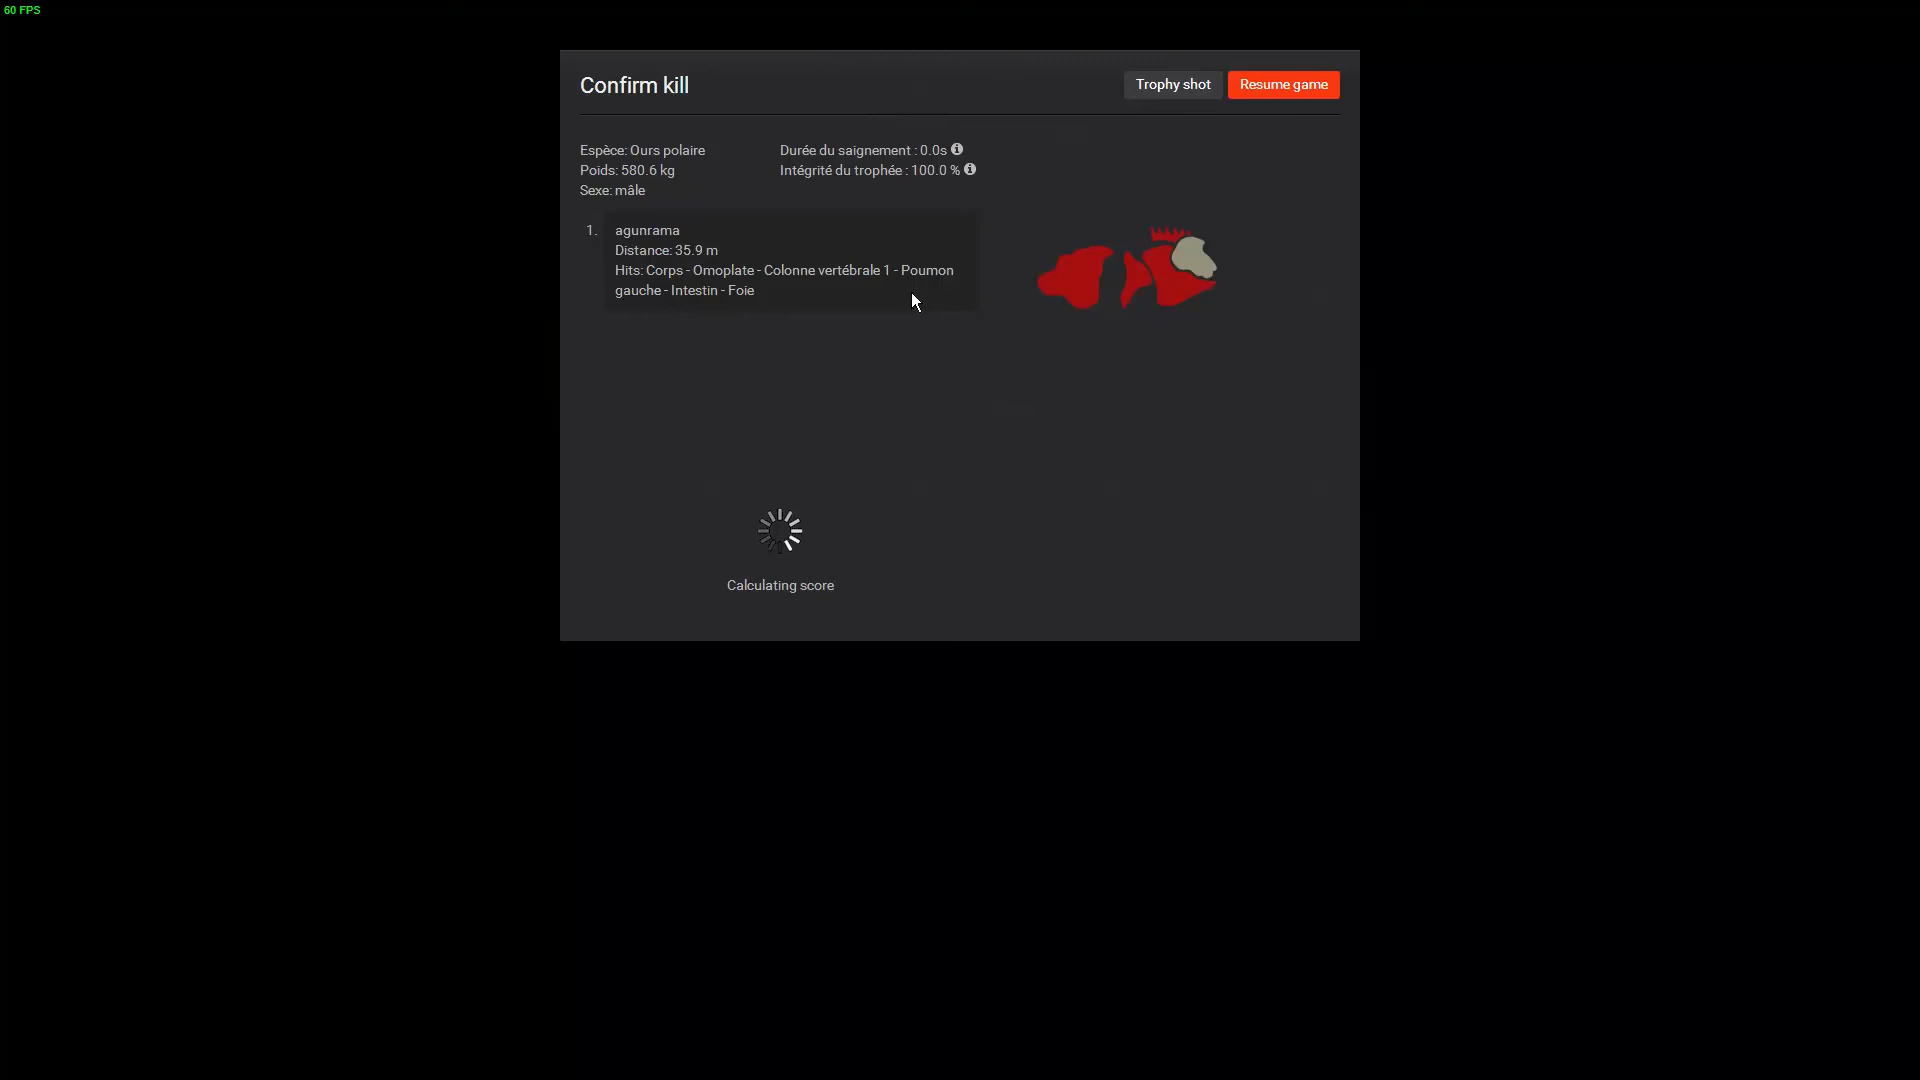 60 FPS
Confirm kill
Trophy shot
Resume game
Espèce: Ours polaire
Poids: 580.6 kg
Sexe: mâle
Durée du saignement : 0.0s
Intégrité du trophée : 100.0 %
1.
agunrama
Distance: 35.9 m
Hits: Corps - Omoplate - Colonne vertébrale 1 - Poumon
gauche - Intestin - Foie
Calculating score